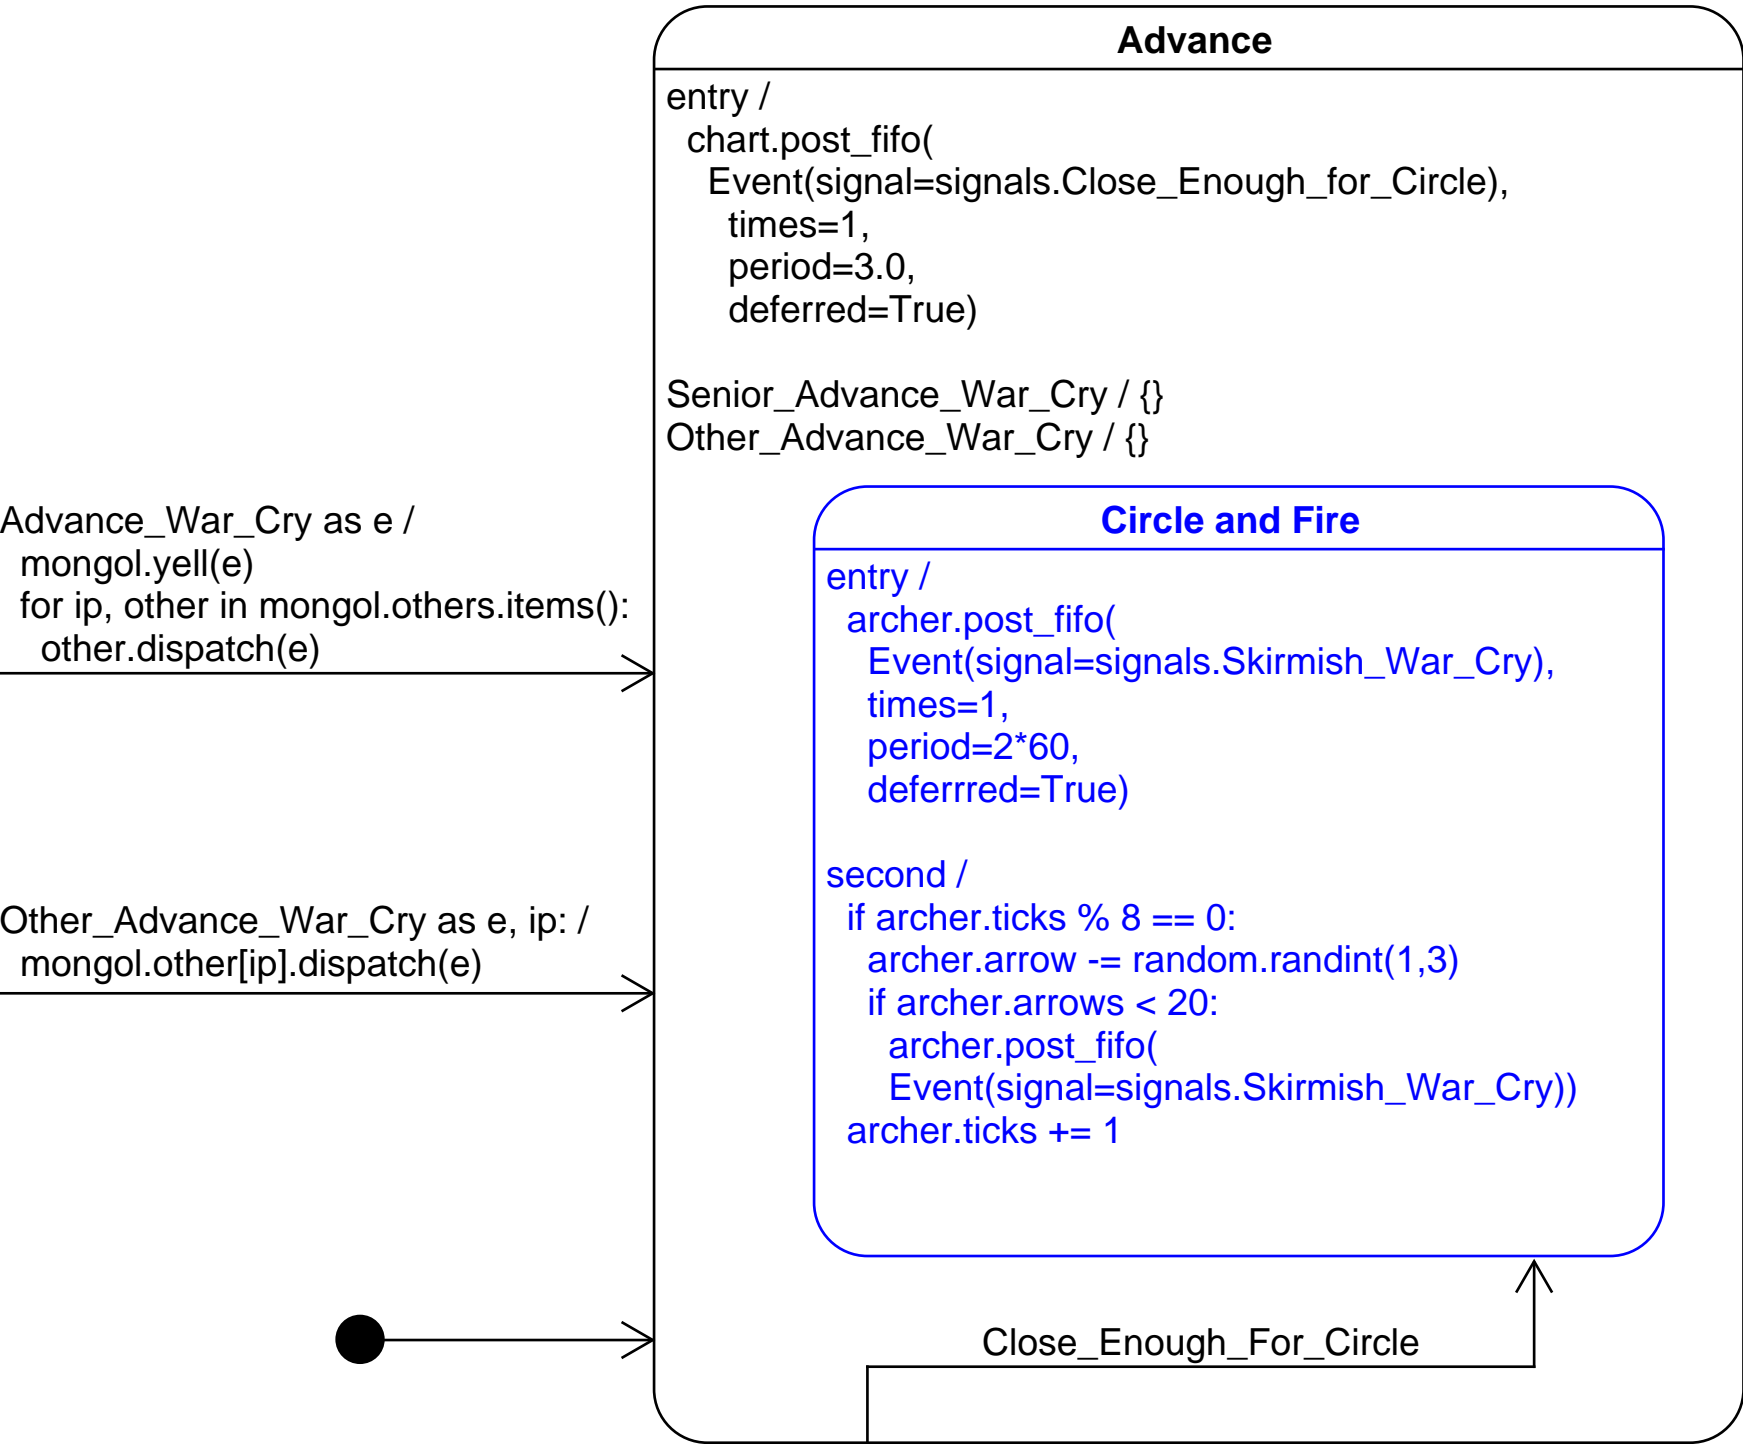 Advance
entry /
chart.post_fifo(
Event(signal=signals.Close_Enough_for_Circle),
times=1,
period=3.0,
deferred=True)
Senior_Advance_War_Cry / {}
Other_Advance_War_Cry / {}
Advance_War_Cry as e /
mongol.yell(e)
for ip, other in mongol.others.items():
other.dispatch(e)
Other_Advance_War_Cry as e, ip: /
mongol.other[ip].dispatch(e)
Circle and Fire
entry /
archer.post_fifo(
Event(signal=signals.Skirmish_War_Cry),
times=1,
period=2*60,
deferrred=True)
second /
if archer.ticks % 8 == 0:
archer.arrow -= random.randint(1,3)
if archer.arrows < 20:
archer.post_fifo(
Event(signal=signals.Skirmish_War_Cry))
archer.ticks += 1
Close_Enough_For_Circle